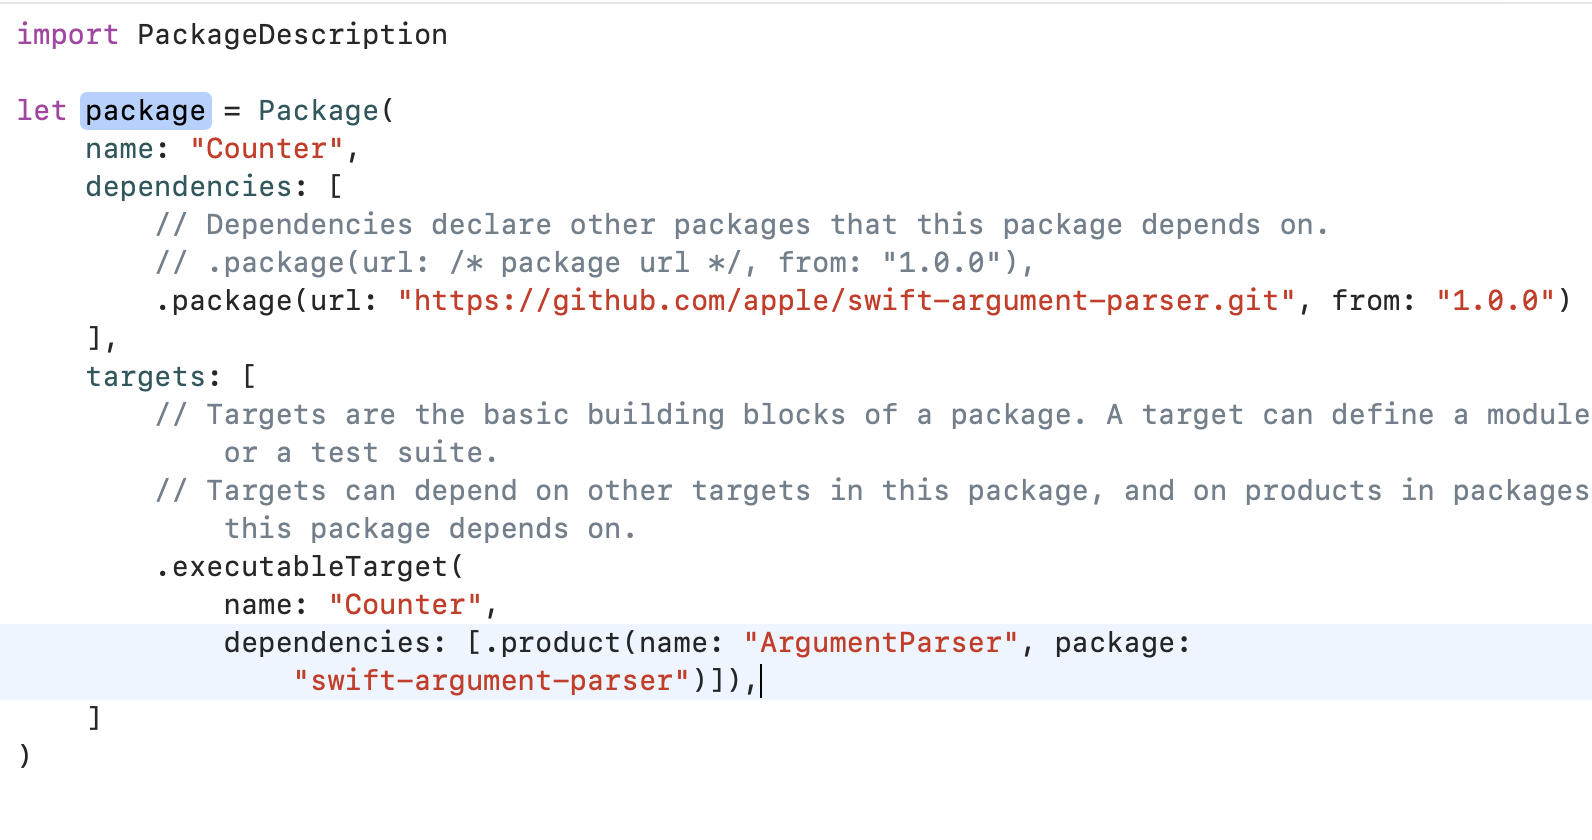 import PackageDescription
let package = Package(
name: "Counter",
dependencies: [
// Dependencies declare other packages that this package depends on.
// .package(url: /* package url */, from: "1.0.0"),
.package(url: "https://github.com/apple/swift-argument-parser.git", from: "1.0.0")
],
targets: [
// Targets are the basic building blocks of a package. A target can define a module
or a test suite.
// Targets can depend on other targets in this package, and on products in packages
this package depends on.
.executableTarget(
name: "Counter",
dependencies: [.product(name: "ArgumentParser", package:
"swift-argument-parser")]),
]
)